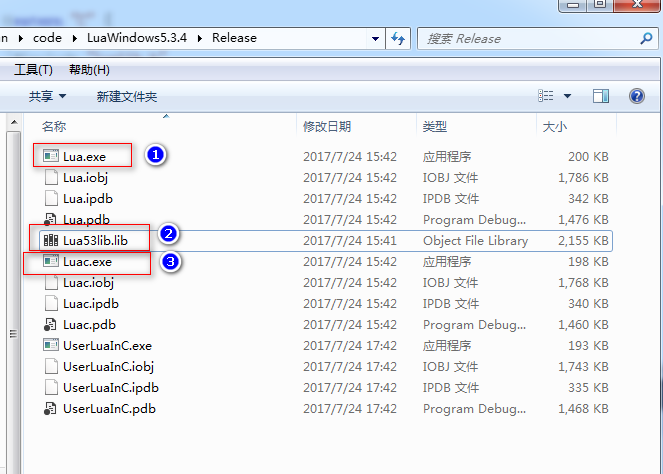 n ▸ code ▸ LuaWindows5.3.4 ▸ Release 搜索 Release
工具(T) 帮助(H)
共享 新建文件夹
名称 修改日期 类型 大小
Lua.exe 1 2017/7/24 15:42 应用程序 200 KB
Lua.iobj 2017/7/24 15:42 IOBJ 文件 1,786 KB
Lua.ipdb 2017/7/24 15:42 IPDB 文件 342 KB
Lua.pdb 2017/7/24 15:42 Program Debug... 1,476 KB
Lua53lib.lib 2 2017/7/24 15:41 Object File Library 2,155 KB
Luac.exe 3 2017/7/24 15:42 应用程序 198 KB
Luac.iobj 2017/7/24 15:42 IOBJ 文件 1,768 KB
Luac.ipdb 2017/7/24 15:42 IPDB 文件 340 KB
Luac.pdb 2017/7/24 15:42 Program Debug... 1,460 KB
UserLuaInC.exe 2017/7/24 17:42 应用程序 193 KB
UserLuaInC.iobj 2017/7/24 17:42 IOBJ 文件 1,743 KB
UserLuaInC.ipdb 2017/7/24 17:42 IPDB 文件 335 KB
UserLuaInC.pdb 2017/7/24 17:42 Program Debug... 1,468 KB